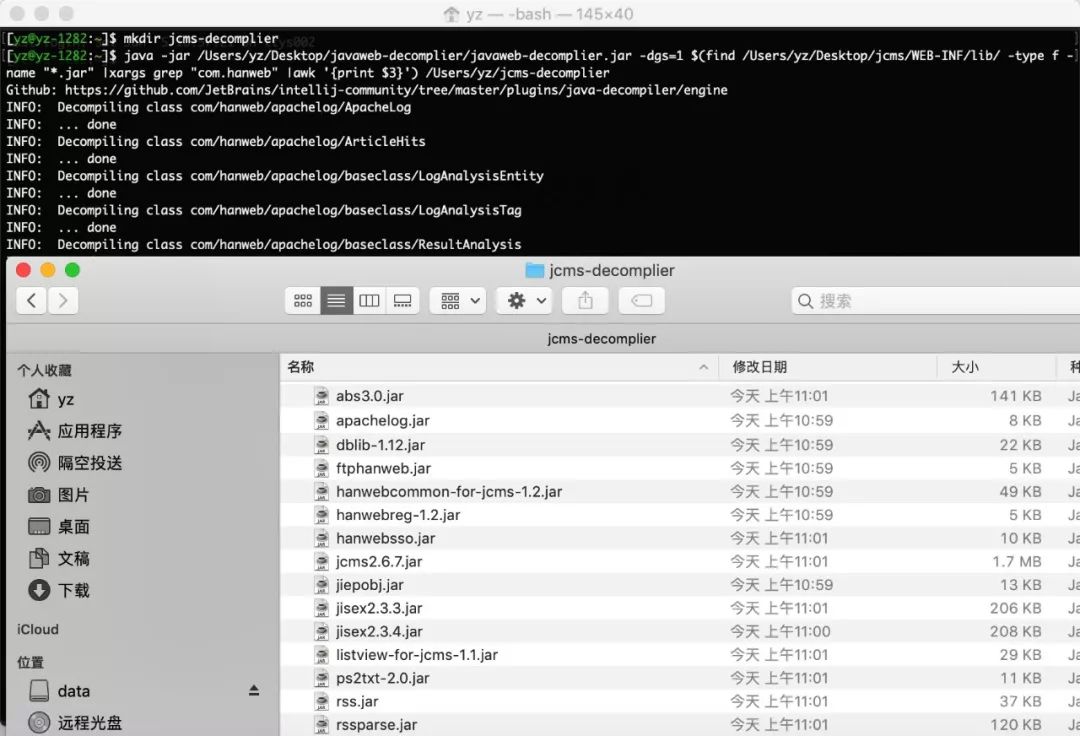 yz — -bash — 145×40
[yz@yz-1282:~]$ mkdir jcms-decomplier
[yz@yz-1282:~]$ java -jar /Users/yz/Desktop/javaweb-decomplier/javaweb-decomplier.jar -dgs=1 $(find /Users/yz/Desktop/jcms/WEB-INF/lib/ -type f -
name "*.jar" |xargs grep "com.hanweb" |awk '{print $3}') /Users/yz/jcms-decomplier
Github: https://github.com/JetBrains/intellij-community/tree/master/plugins/java-decompiler/engine
INFO:  Decompiling class com/hanweb/apachelog/ApacheLog
INFO:  ... done
INFO:  Decompiling class com/hanweb/apachelog/ArticleHits
INFO:  ... done
INFO:  Decompiling class com/hanweb/apachelog/baseclass/LogAnalysisEntity
INFO:  ... done
INFO:  Decompiling class com/hanweb/apachelog/baseclass/LogAnalysisTag
INFO:  ... done
INFO:  Decompiling class com/hanweb/apachelog/baseclass/ResultAnalysis
jcms-decomplier
搜索
jcms-decomplier
个人收藏
yz
应用程序
隔空投送
图片
桌面
文稿
下载
iCloud
位置
data
远程光盘
名称 修改日期 大小 种
abs3.0.jar 今天 上午11:01 141 KB Ja
apachelog.jar 今天 上午10:59 8 KB Ja
dblib-1.12.jar 今天 上午10:59 22 KB Ja
ftphanweb.jar 今天 上午10:59 5 KB Ja
hanwebcommon-for-jcms-1.2.jar 今天 上午10:59 49 KB Ja
hanwebreg-1.2.jar 今天 上午10:59 5 KB Ja
hanwebsso.jar 今天 上午11:01 10 KB Ja
jcms2.6.7.jar 今天 上午11:01 1.7 MB Ja
jiepobj.jar 今天 上午10:59 13 KB Ja
jisex2.3.3.jar 今天 上午11:01 206 KB Ja
jisex2.3.4.jar 今天 上午11:00 208 KB Ja
listview-for-jcms-1.1.jar 今天 上午11:01 29 KB Ja
ps2txt-2.0.jar 今天 上午11:01 11 KB Ja
rss.jar 今天 上午11:01 37 KB Ja
rssparse.jar 今天 上午11:01 120 KB Ja